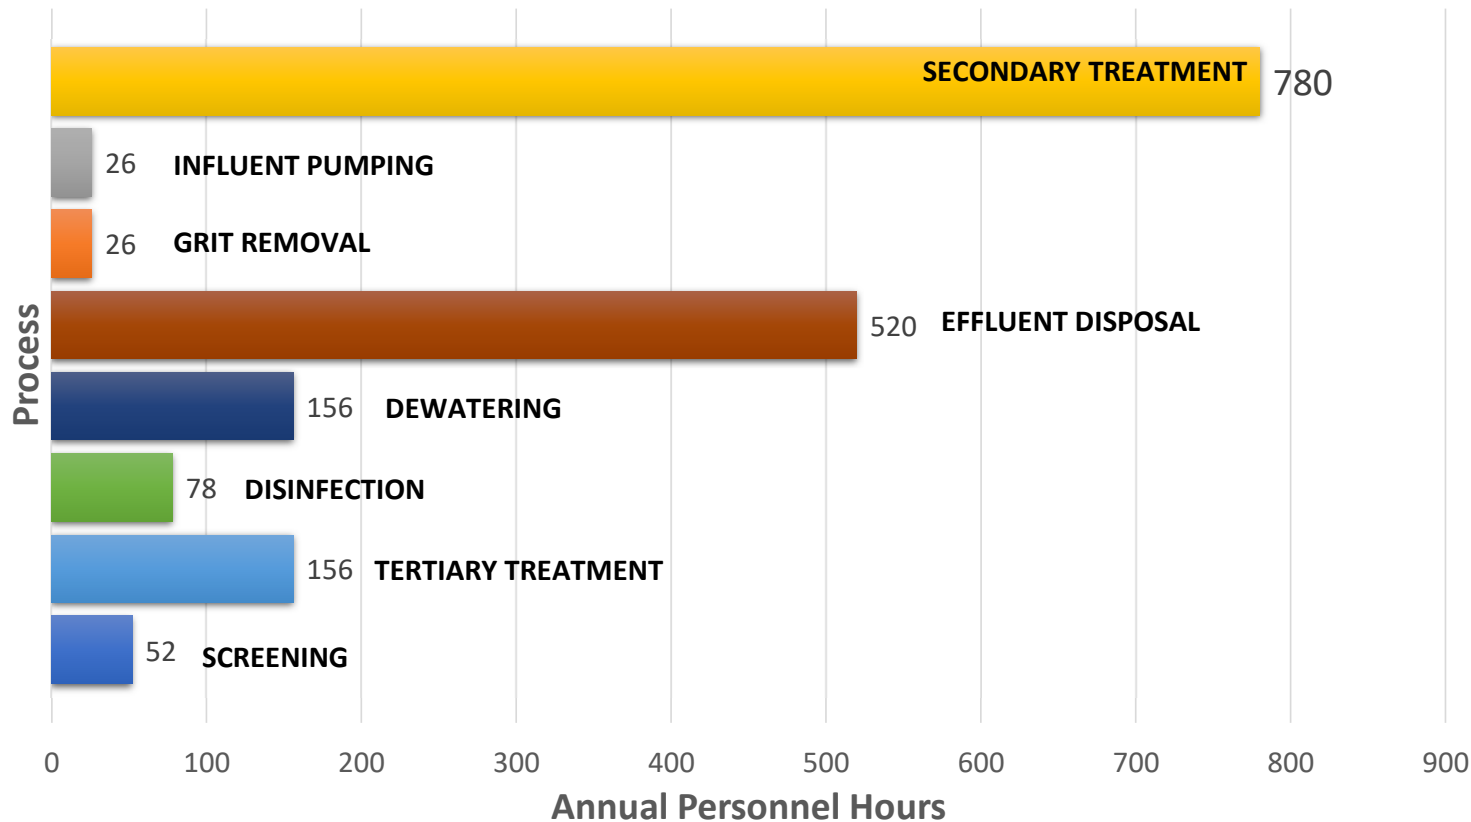 SECONDARY TREATMENT 780
26 INFLUENT PUMPING
26 GRIT REMOVAL
520 EFFLUENT DISPOSAL
156 DEWATERING
78 DISINFECTION
156 TERTIARY TREATMENT
52 SCREENING
Process
0 100 200 300 400 500 600 700 800 900
Annual Personnel Hours